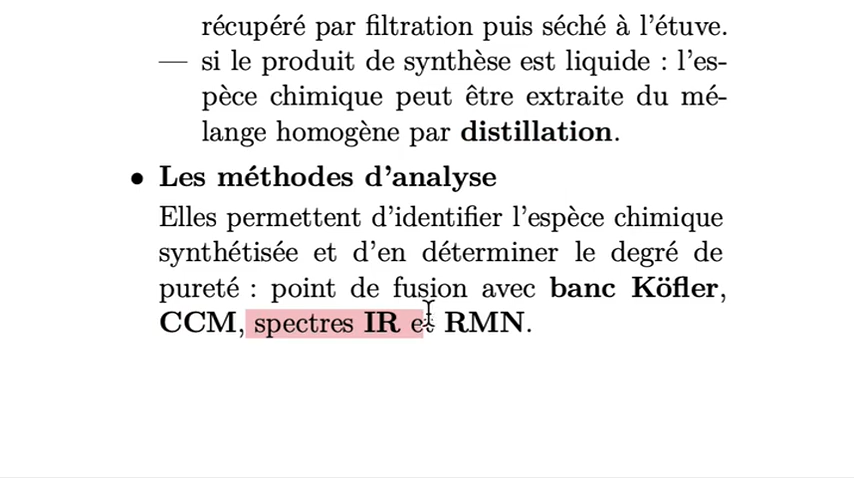 récupéré par filtration puis séché à l'étuve.
— si le produit de synthèse est liquide : l'es-
pèce chimique peut être extraite du mé-
lange homogène par distillation.
• Les méthodes d'analyse
Elles permettent d'identifier l'espèce chimique
synthétisée et d'en déterminer le degré de
pureté : point de fusion avec banc Köfler,
CCM, spectres IR et RMN.